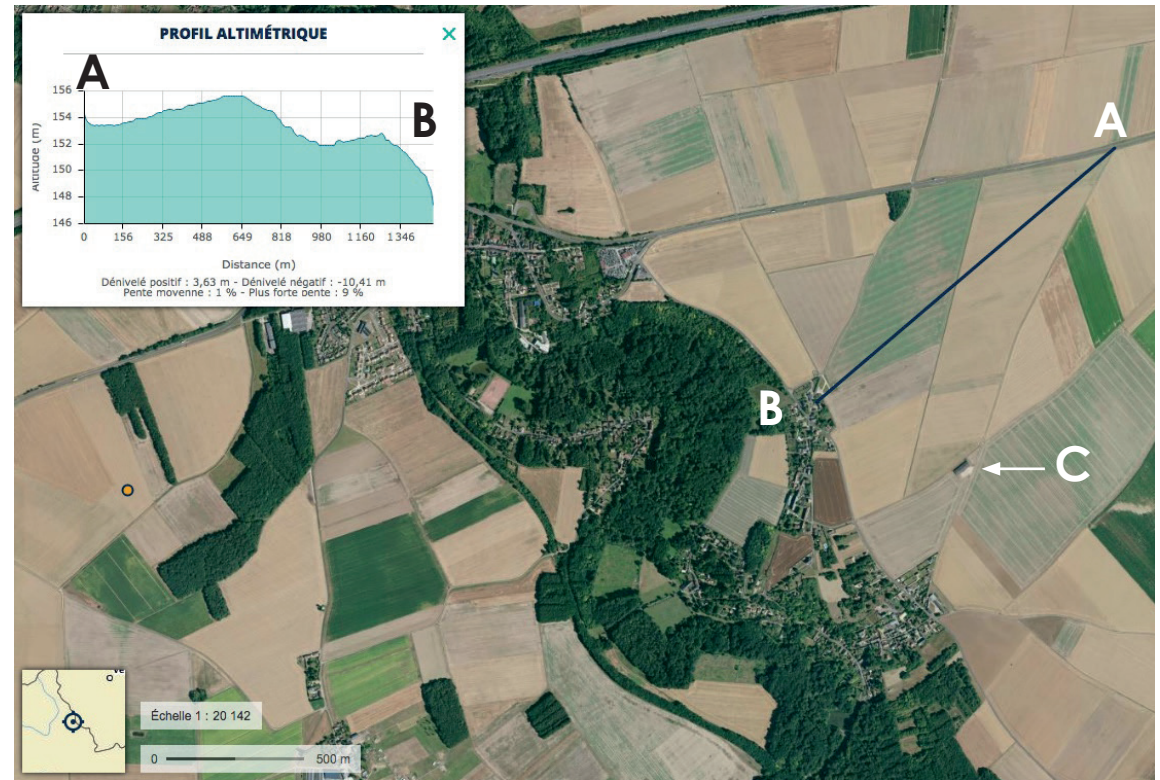 PROFIL ALTIMÉTRIQUE ×
A
B
156
154
152
150
148
146
Altitude (m)
0 156 325 488 649 818 980 1 160 1 346
Distance (m)
Dénivelé positif : 3,63 m - Dénivelé négatif : -10,41 m
Pente moyenne : 1 % - Plus forte pente : 9 %
A
B
C
Échelle 1 : 20 142
0 500 m